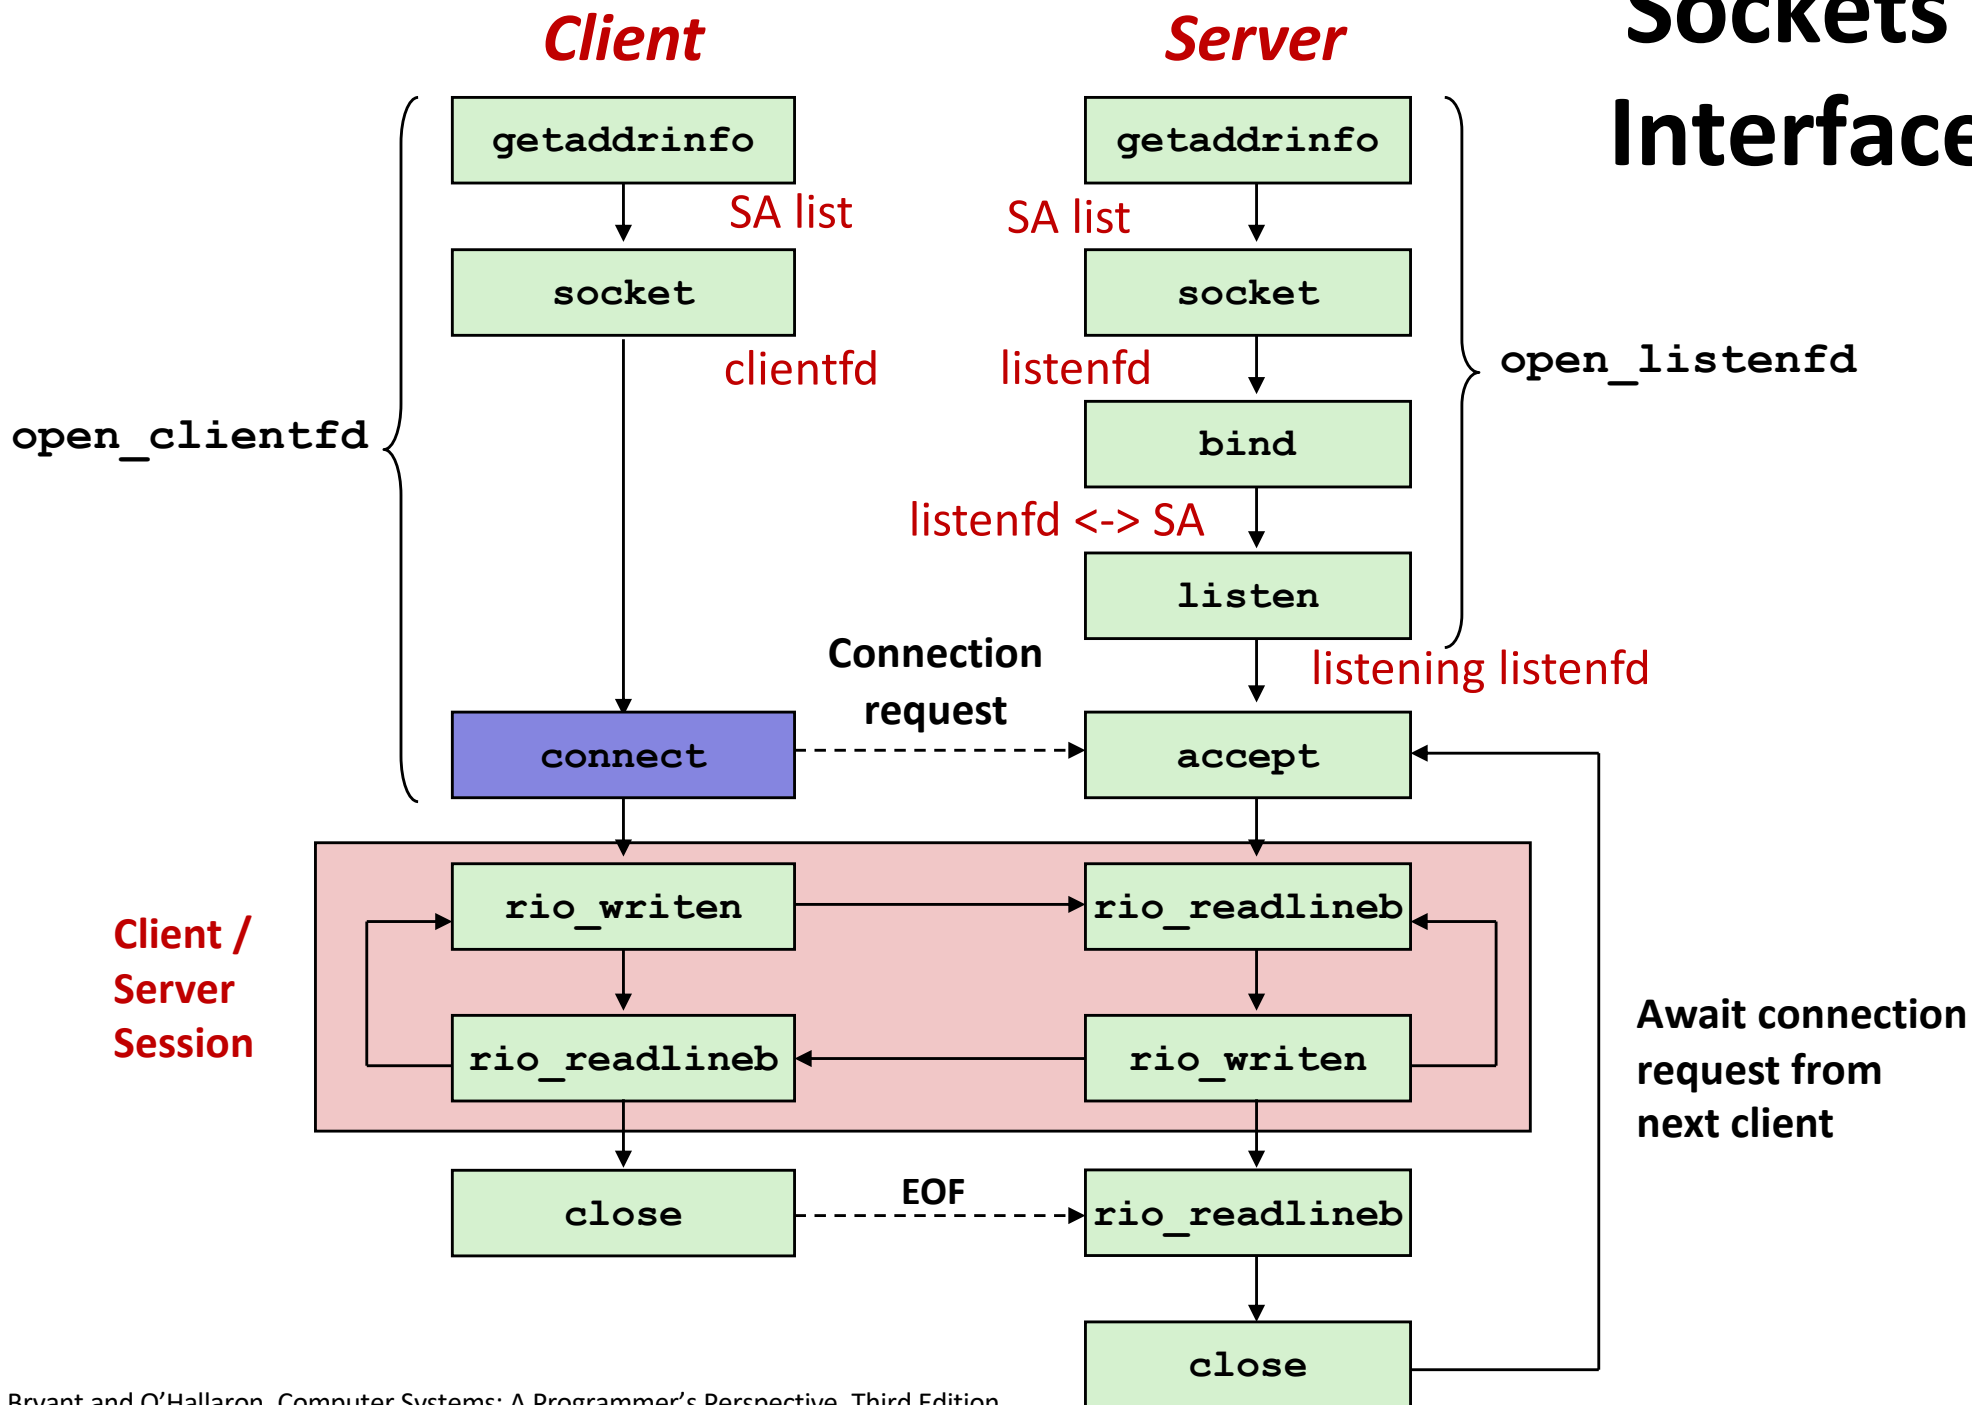 Sockets
Interface
Client
Server
getaddrinfo
getaddrinfo
SA list
SA list
socket
socket
clientfd
listenfd
open_listenfd
open_clientfd
bind
listenfd <-> SA
listen
Connection
request
listening listenfd
connect
accept
Client /
Server
Session
rio_writen
rio_readlineb
rio_readlineb
rio_writen
Await connection
request from
next client
close
EOF
rio_readlineb
close
Bryant and O’Hallaron, Computer Systems: A Programmer’s Perspective, Third Edition